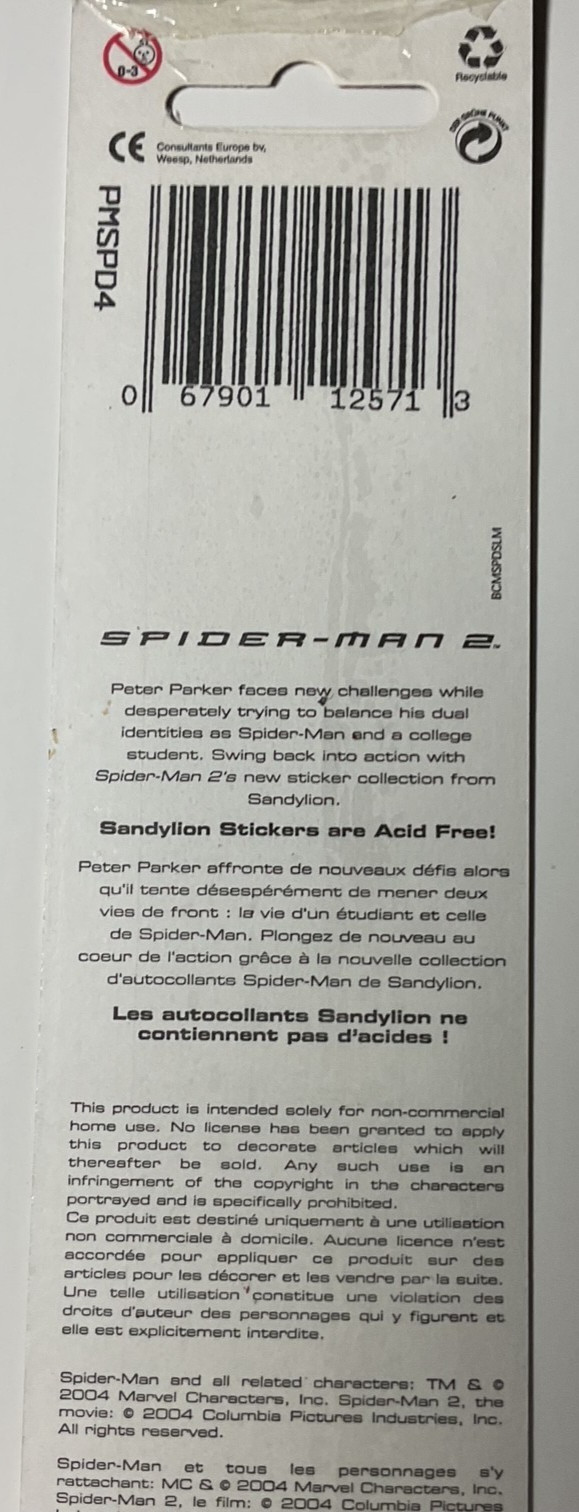 0-3
Recyclable
DER GRÜNE PUNKT
CE Consultants Europe bv,
Weesp, Netherlands
PMSPD4
0 67901 12571 3
BCMSPDSLM
SPIDER-MAN 2™
Peter Parker faces new challenges while
desperately trying to balance his dual
identities as Spider-Man and a college
student. Swing back into action with
Spider-Man 2's new sticker collection from
Sandylion.
Sandylion Stickers are Acid Free!
Peter Parker affronte de nouveaux défis alors
qu'il tente désespérément de mener deux
vies de front : la vie d'un étudiant et celle
de Spider-Man. Plongez de nouveau au
coeur de l'action grâce à la nouvelle collection
d'autocollants Spider-Man de Sandylion.
Les autocollants Sandylion ne
contiennent pas d'acides !
This product is intended solely for non-commercial
home use. No license has been granted to apply
this product to decorate articles which will
thereafter be sold. Any such use is an
infringement of the copyright in the characters
portrayed and is specifically prohibited.
Ce produit est destiné uniquement à une utilisation
non commerciale à domicile. Aucune licence n'est
accordée pour appliquer ce produit sur des
articles pour les décorer et les vendre par la suite.
Une telle utilisation constitue une violation des
droits d'auteur des personnages qui y figurent et
elle est explicitement interdite.
Spider-Man and all related characters: TM & ©
2004 Marvel Characters, Inc. Spider-Man 2, the
movie: © 2004 Columbia Pictures Industries, Inc.
All rights reserved.
Spider-Man et tous les personnages s'y
rattachant: MC & © 2004 Marvel Characters, Inc.
Spider-Man 2, le film: © 2004 Columbia Pictures